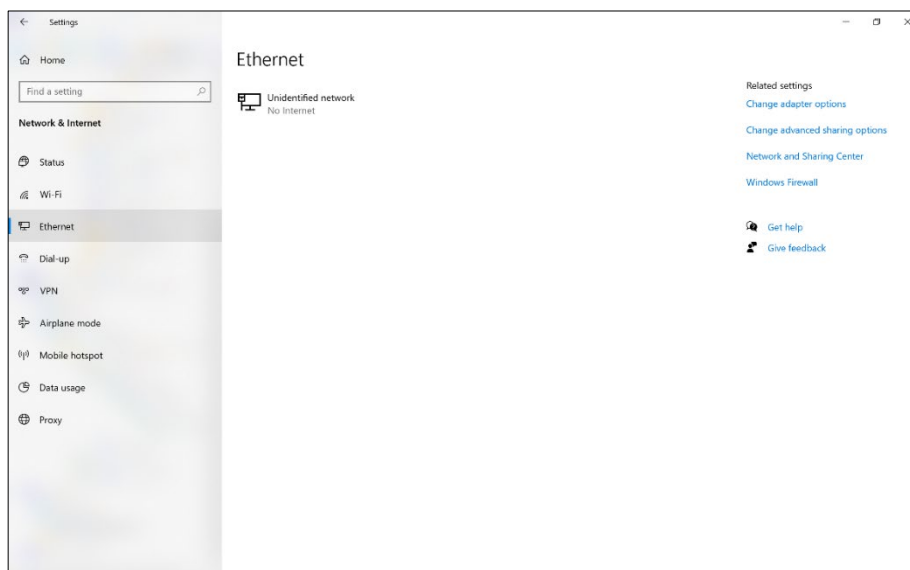 Settings
Home
Find a setting
Network & Internet
Status
Wi-Fi
Ethernet
Dial-up
VPN
Airplane mode
Mobile hotspot
Data usage
Proxy
Ethernet
Unidentified network
No Internet
Related settings
Change adapter options
Change advanced sharing options
Network and Sharing Center
Windows Firewall
Get help
Give feedback